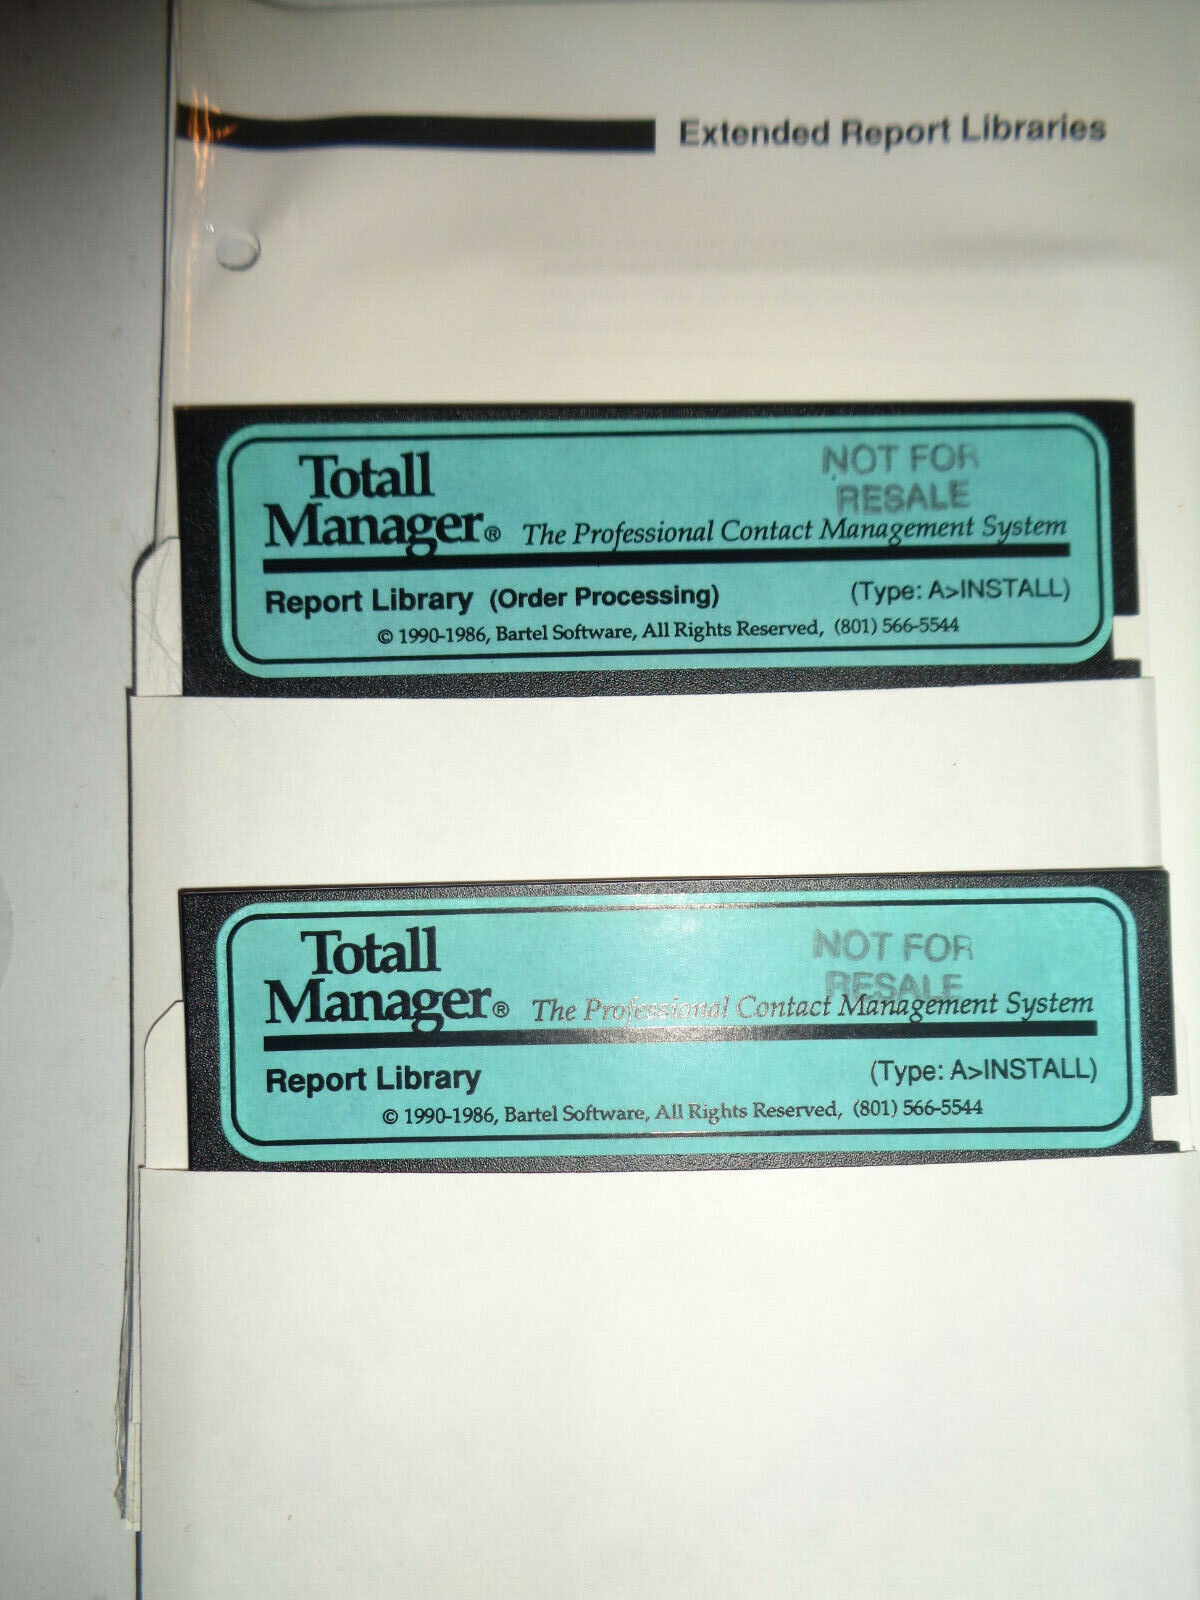 Extended Report Libraries
Totall
Manager® The Professional Contact Management System
NOT FOR
RESALE
Report Library (Order Processing) (Type: A>INSTALL)
© 1990-1986, Bartel Software, All Rights Reserved, (801) 566-5544
Totall
Manager® The Professional Contact Management System
NOT FOR
RESALE
Report Library (Type: A>INSTALL)
© 1990-1986, Bartel Software, All Rights Reserved, (801) 566-5544